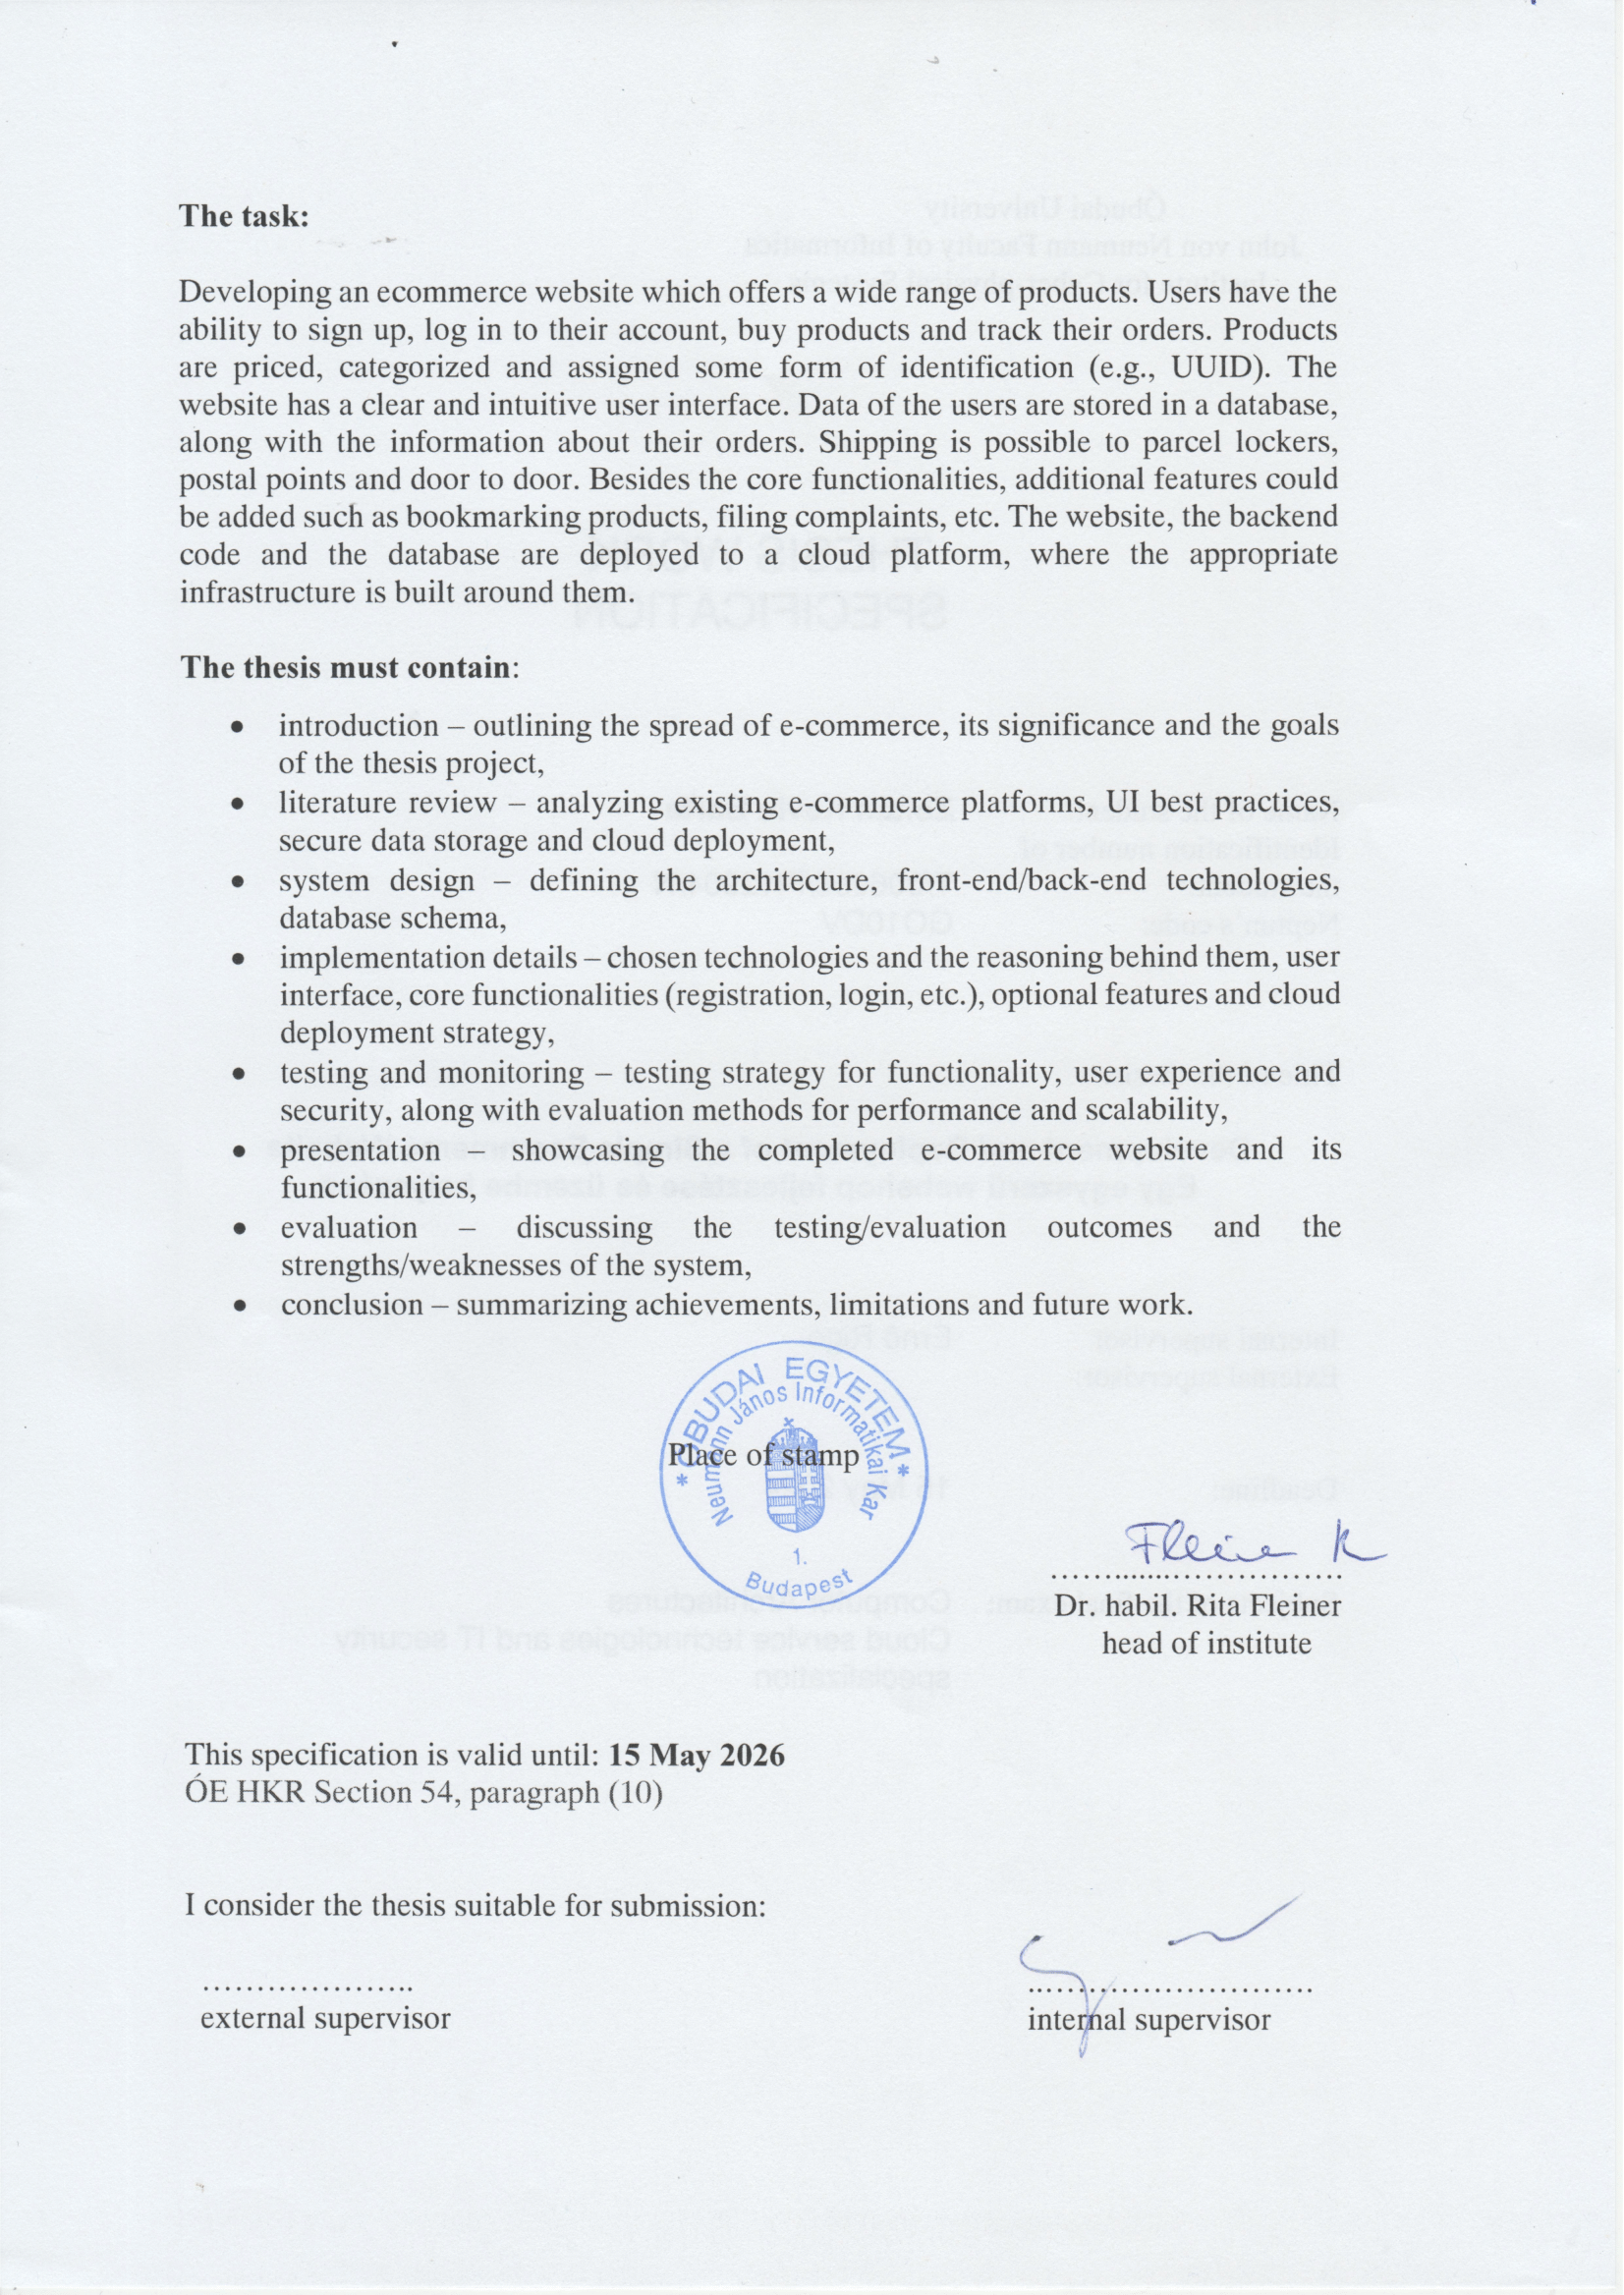 The task:
Developing an ecommerce website which offers a wide range of products. Users have the
ability to sign up, log in to their account, buy products and track their orders. Products
are priced, categorized and assigned some form of identification (e.g., UUID). The
website has a clear and intuitive user interface. Data of the users are stored in a database,
along with the information about their orders. Shipping is possible to parcel lockers,
postal points and door to door. Besides the core functionalities, additional features could
be added such as bookmarking products, filing complaints, etc. The website, the backend
code and the database are deployed to a cloud platform, where the appropriate
infrastructure is built around them.
The thesis must contain:
• introduction – outlining the spread of e-commerce, its significance and the goals
of the thesis project,
• literature review – analyzing existing e-commerce platforms, UI best practices,
secure data storage and cloud deployment,
• system design – defining the architecture, front-end/back-end technologies,
database schema,
• implementation details – chosen technologies and the reasoning behind them, user
interface, core functionalities (registration, login, etc.), optional features and cloud
deployment strategy,
• testing and monitoring – testing strategy for functionality, user experience and
security, along with evaluation methods for performance and scalability,
• presentation – showcasing the completed e-commerce website and its
functionalities,
• evaluation – discussing the testing/evaluation outcomes and the
strengths/weaknesses of the system,
• conclusion – summarizing achievements, limitations and future work.
* ÓBUDAI EGYETEM *
Neumann János Informatikai Kar
Place of stamp
1.
Budapest
Fleiner R
Dr. habil. Rita Fleiner
head of institute
This specification is valid until: 15 May 2026
ÓE HKR Section 54, paragraph (10)
I consider the thesis suitable for submission:
external supervisor
internal supervisor